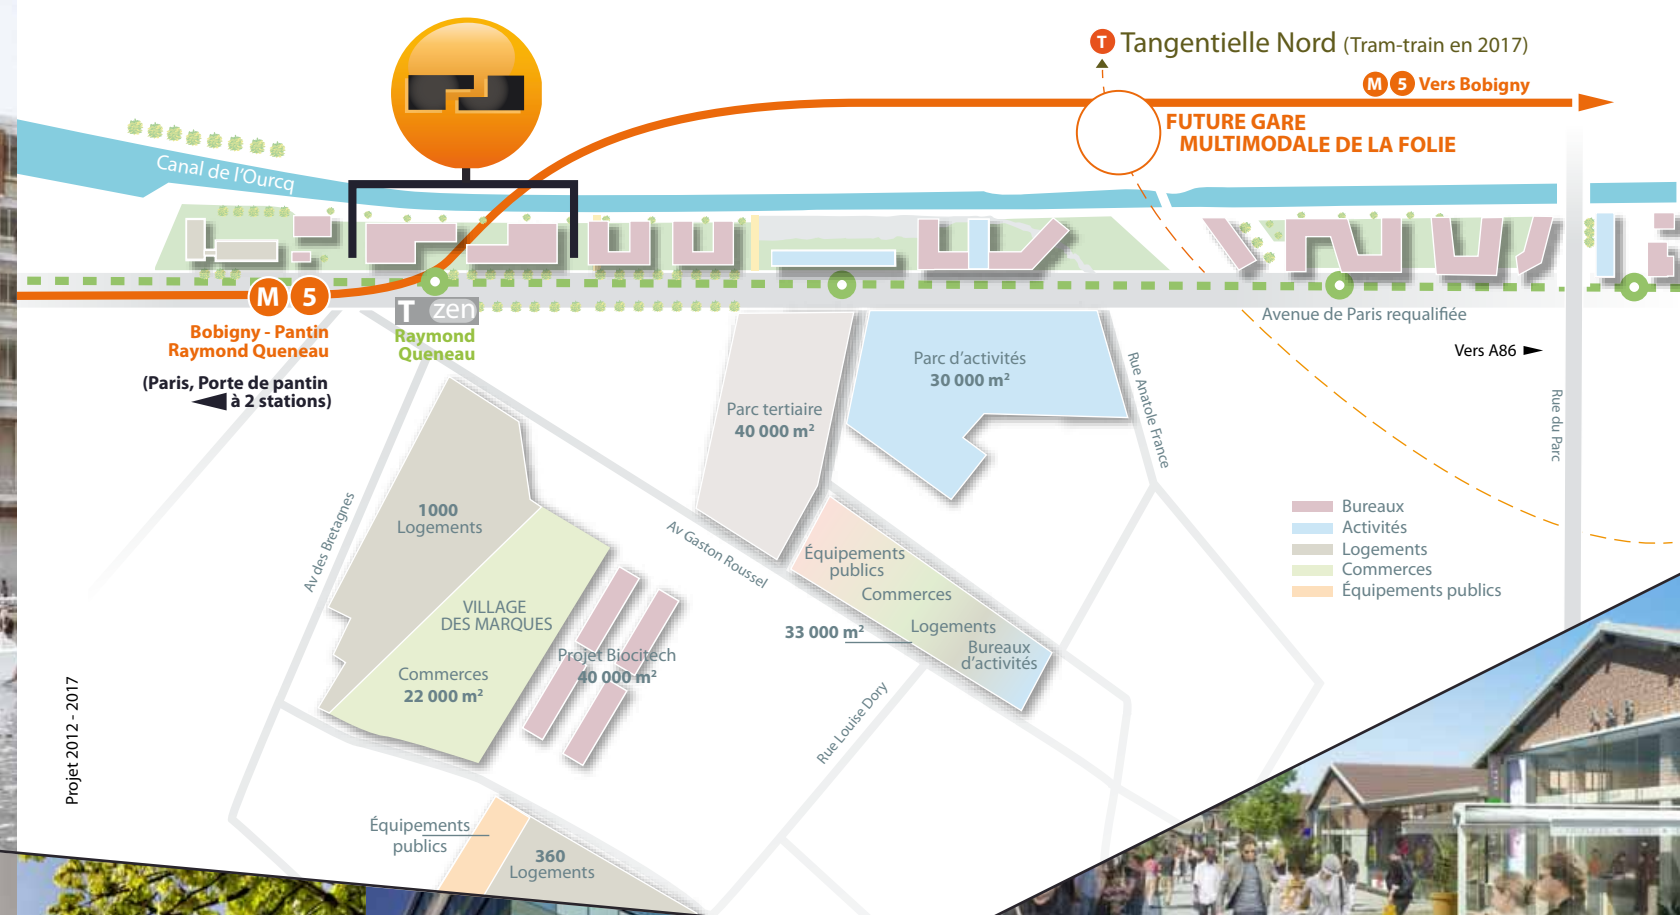 T Tangentielle Nord (Tram-train en 2017)
M 5 Vers Bobigny
FUTURE GARE
MULTIMODALE DE LA FOLIE
Canal de l'Ourcq
M 5
T zen
Bobigny - Pantin
Raymond Queneau
Raymond
Queneau
(Paris, Porte de pantin
à 2 stations)
Avenue de Paris requalifiée
Vers A86
Parc d'activités
30 000 m²
Parc tertiaire
40 000 m²
Rue Anatole France
Rue du Parc
1000
Logements
Av des Bretagnes
Av Gaston Roussel
Équipements
publics
Commerces
Logements
Bureaux
d'activités
33 000 m²
Bureaux
Activités
Logements
Commerces
Équipements publics
VILLAGE
DES MARQUES
Commerces
22 000 m²
Projet Biocitech
40 000 m²
Rue Louise Dory
Projet 2012 - 2017
Équipements
publics
360
Logements